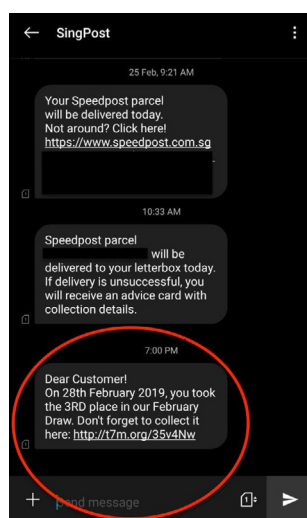 SingPost
25 Feb, 9:21 AM
Your Speedpost parcel
will be delivered today.
Not around? Click here!
https://www.speedpost.com.sg
10:33 AM
Speedpost parcel
will be
delivered to your letterbox today.
If delivery is unsuccessful, you
will receive an advice card with
collection details.
7:00 PM
Dear Customer!
On 28th February 2019, you took
the 3RD place in our February
Draw. Don't forget to collect it
here: http://t7m.org/35v4Nw
Send message
1